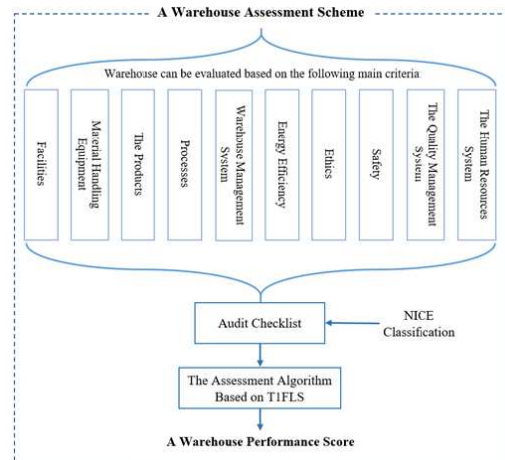 A Warehouse Assessment Scheme
Warehouse can be evaluated based on the following main criteria
Facilities
Material Handling
Equipment
The Products
Processes
Warehouse Management
System
Energy Efficiency
Ethics
Safety
The Quality Management
System
The Human Resources
System
Audit Checklist
NICE
Classification
The Assessment Algorithm
Based on T1FLS
A Warehouse Performance Score